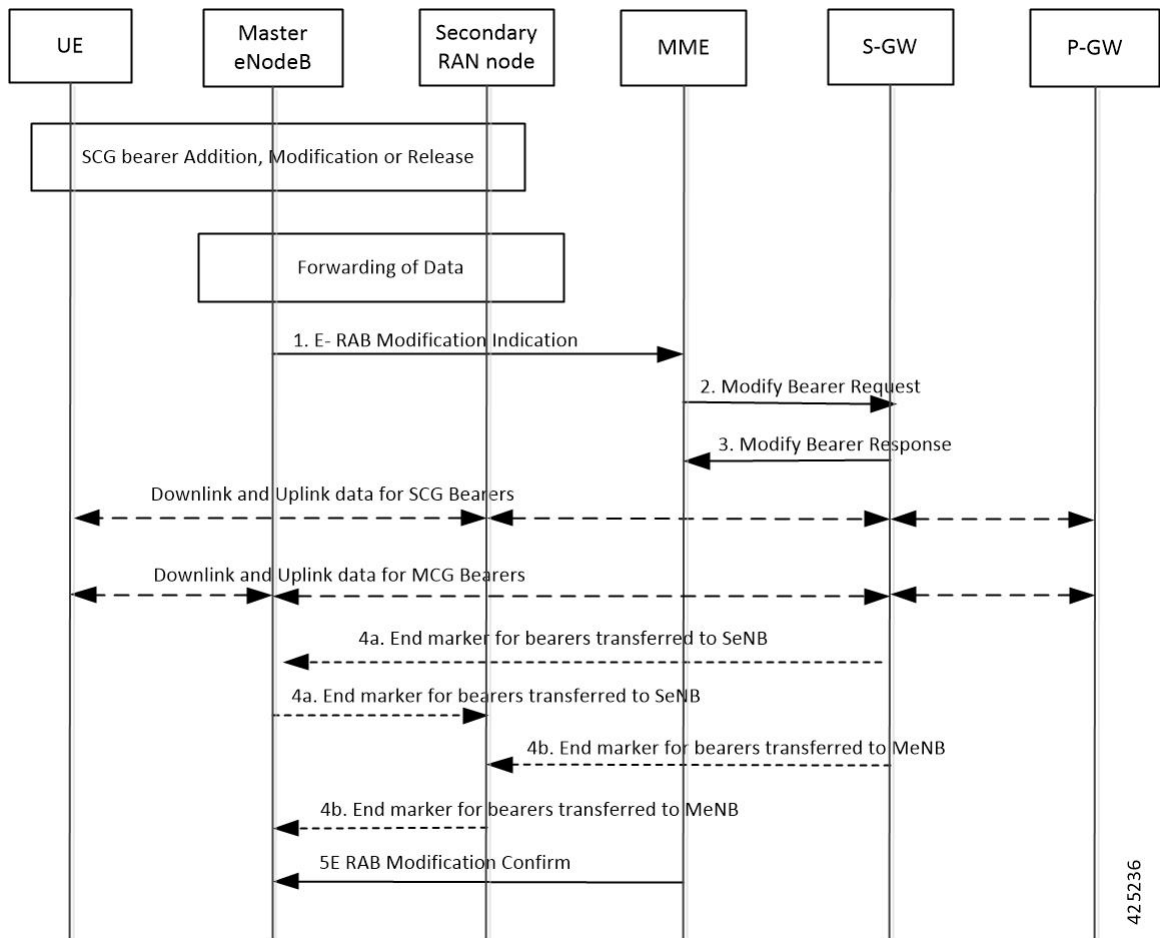 UE
Master
eNodeB
Secondary
RAN node
MME
S-GW
P-GW
SCG bearer Addition, Modification or Release
Forwarding of Data
1. E- RAB Modification Indication
2. Modify Bearer Request
3. Modify Bearer Response
Downlink and Uplink data for SCG Bearers
Downlink and Uplink data for MCG Bearers
4a. End marker for bearers transferred to SeNB
4a. End marker for bearers transferred to SeNB
4b. End marker for bearers transferred to MeNB
4b. End marker for bearers transferred to MeNB
5E RAB Modification Confirm
425236